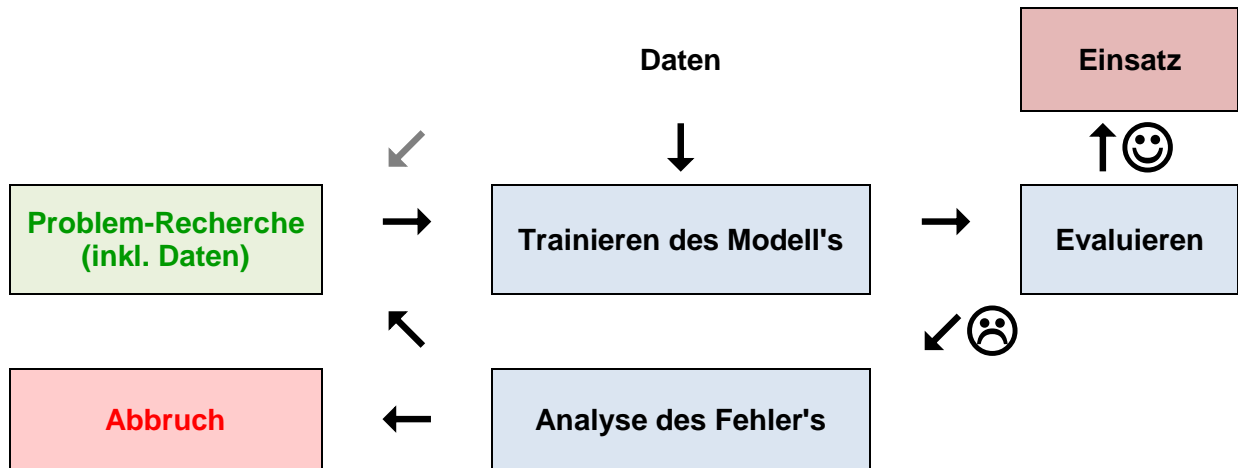 Daten
Einsatz
Problem-Recherche
(inkl. Daten)
Trainieren des Modell's
Evaluieren
Abbruch
Analyse des Fehler's